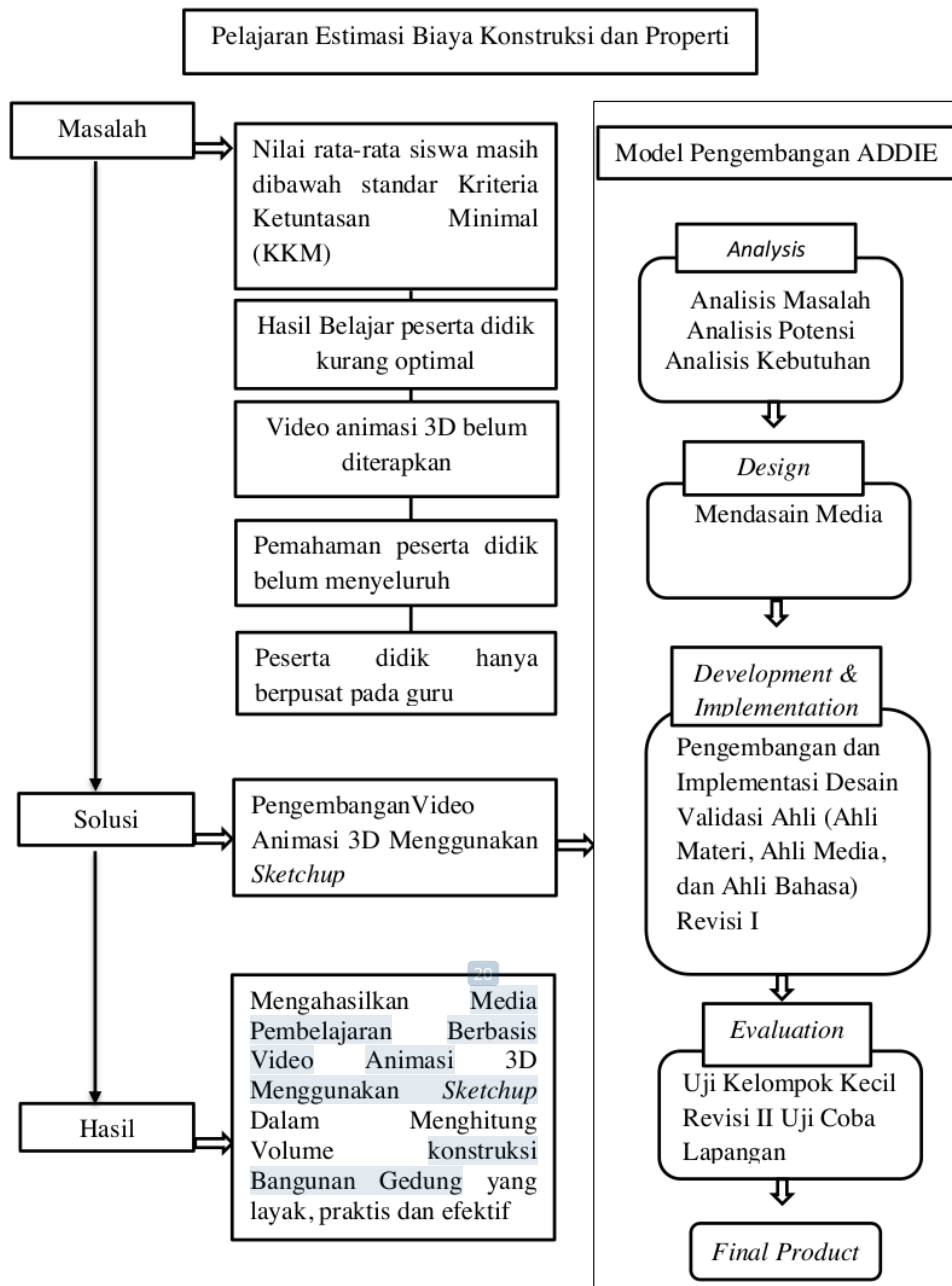 Pelajaran Estimasi Biaya Konstruksi dan Properti
Masalah
Nilai rata-rata siswa masih
dibawah standar Kriteria
Ketuntasan Minimal
(KKM)
Hasil Belajar peserta didik
kurang optimal
Video animasi 3D belum
diterapkan
Pemahaman peserta didik
belum menyeluruh
Peserta didik hanya
berpusat pada guru
Solusi
PengembanganVideo
Animasi 3D Menggunakan
Sketchup
Hasil
20
Mengahasilkan Media
Pembelajaran Berbasis
Video Animasi 3D
Menggunakan Sketchup
Dalam Menghitung
Volume konstruksi
Bangunan Gedung yang
layak, praktis dan efektif
Model Pengembangan ADDIE
Analysis
Analisis Masalah
Analisis Potensi
Analisis Kebutuhan
Design
Mendasain Media
Development &
Implementation
Pengembangan dan
Implementasi Desain
Validasi Ahli (Ahli
Materi, Ahli Media,
dan Ahli Bahasa)
Revisi I
Evaluation
Uji Kelompok Kecil
Revisi II Uji Coba
Lapangan
Final Product